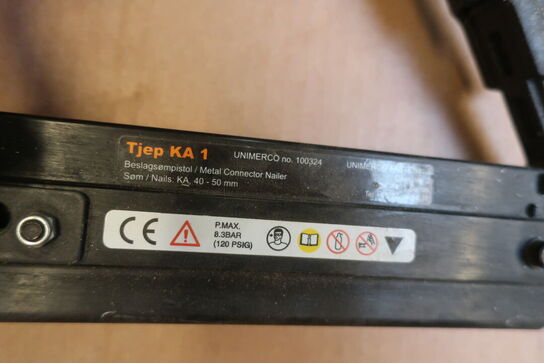 Tjep KA 1 UNIMERCO no. 100324 UNIMERCO
Beslagsømpistol / Metal Connector Nailer
Søm / Nails: KA 40 - 50 mm
CE
P.MAX.
8.3BAR
(120 PSIG)